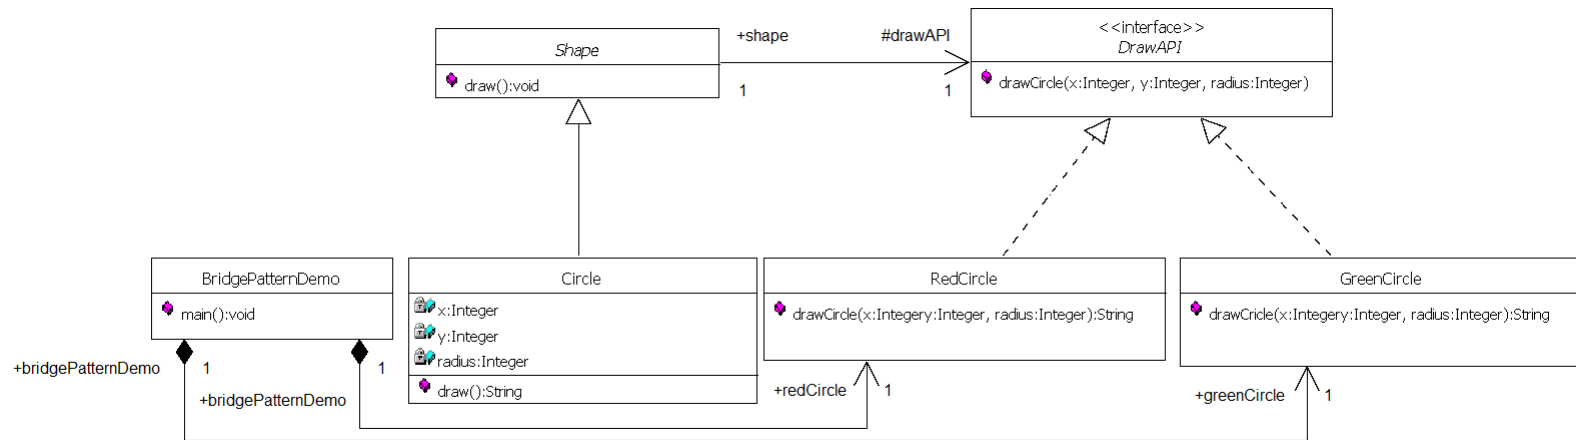 Shape
draw():void
+shape
#drawAPI
1
1
<<interface>>
DrawAPI
drawCircle(x:Integer, y:Integer, radius:Integer)
BridgePatternDemo
main():void
Circle
x:Integer
y:Integer
radius:Integer
draw():String
RedCircle
drawCircle(x:Integery:Integer, radius:Integer):String
GreenCircle
drawCricle(x:Integery:Integer, radius:Integer):String
+bridgePatternDemo
1
1
+bridgePatternDemo
+redCircle
1
+greenCircle
1